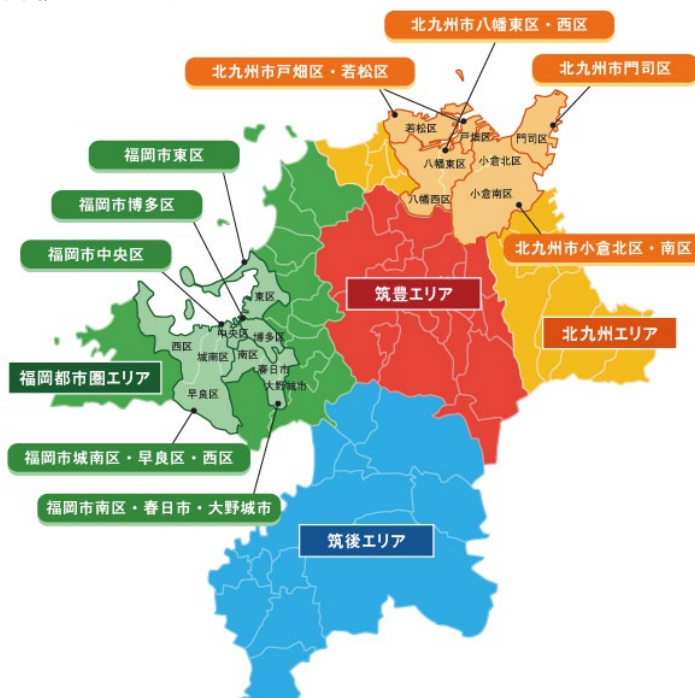 北九州市八幡東区・西区
北九州市戸畑区・若松区
北九州市門司区
若松区
戸畑区
門司区
八幡東区
小倉北区
八幡西区
小倉南区
福岡市東区
福岡市博多区
福岡市中央区
北九州市小倉北区・南区
東区
筑豊エリア
中央区
博多区
北九州エリア
西区
城南区
南区
春日市
大野城市
福岡都市圏エリア
早良区
福岡市城南区・早良区・西区
福岡市南区・春日市・大野城市
筑後エリア